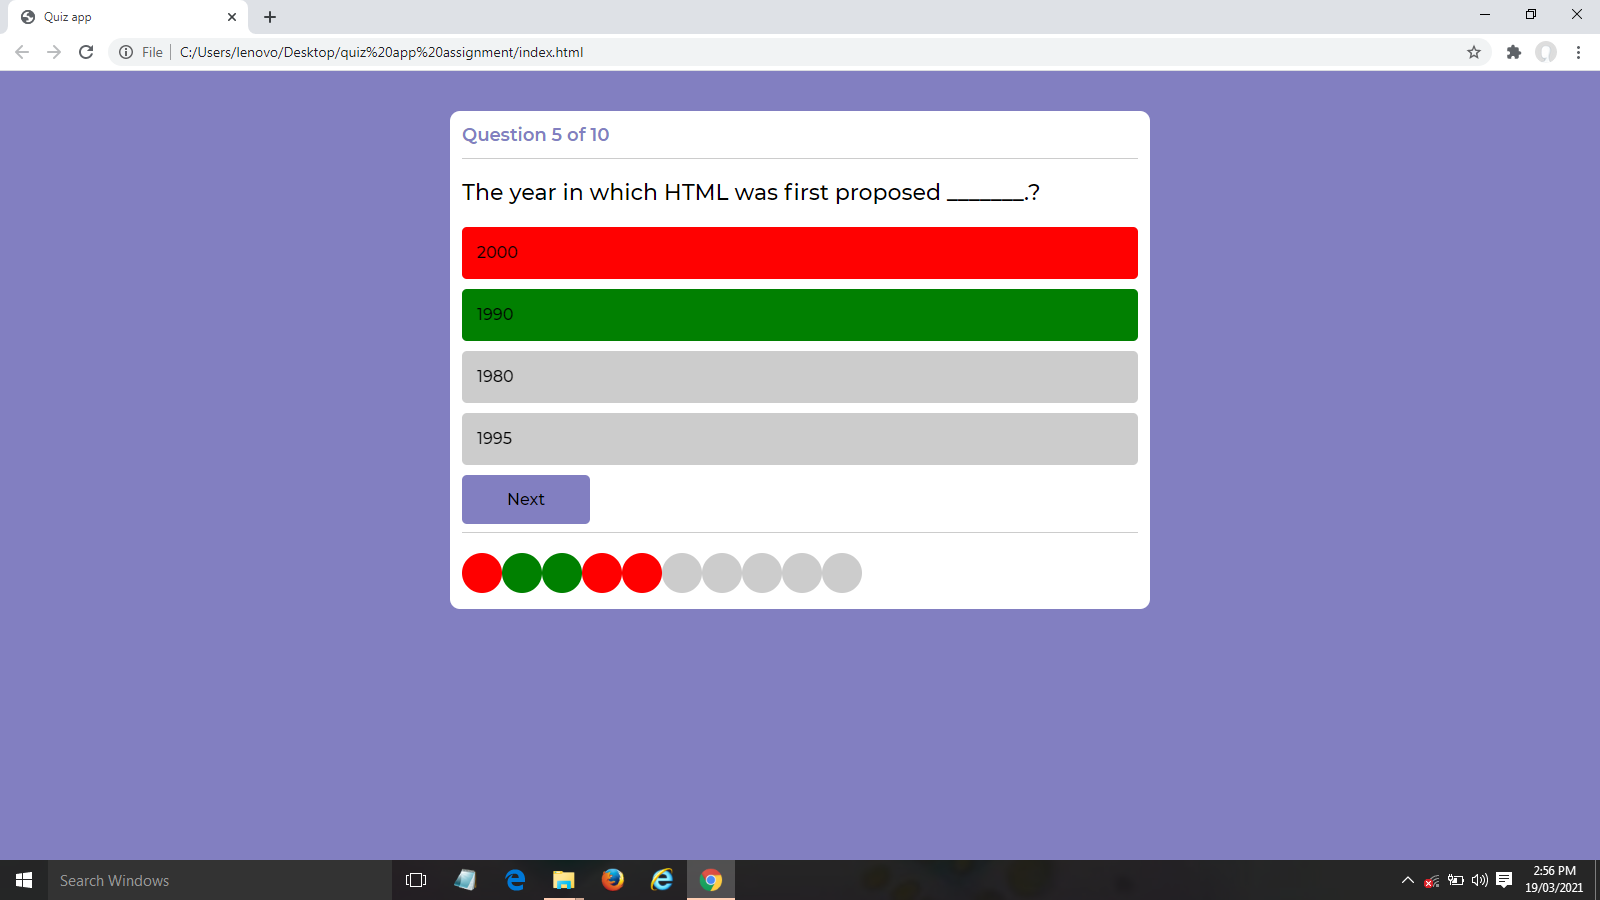 Quiz app
File
C:/Users/lenovo/Desktop/quiz%20app%20assignment/index.html
Question 5 of 10
The year in which HTML was first proposed _______.?
2000
1990
1980
1995
Next
Search Windows
2:56 PM
19/03/2021